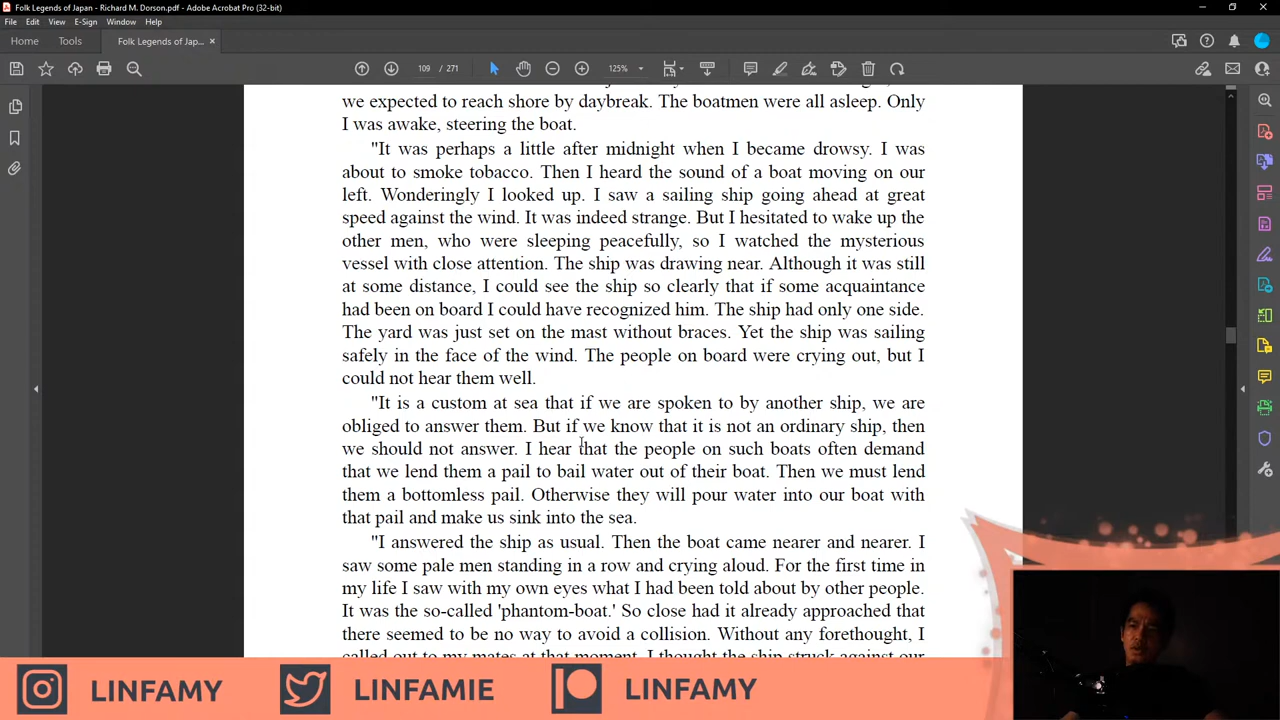 Folk Legends of Japan - Richard M. Dorson.pdf - Adobe Acrobat Pro (32-bit)
File Edit View E-Sign Window Help
Home Tools Folk Legends of Jap... ×
109 / 271 125%
we expected to reach shore by daybreak. The boatmen were all asleep. Only
I was awake, steering the boat.
"It was perhaps a little after midnight when I became drowsy. I was
about to smoke tobacco. Then I heard the sound of a boat moving on our
left. Wonderingly I looked up. I saw a sailing ship going ahead at great
speed against the wind. It was indeed strange. But I hesitated to wake up the
other men, who were sleeping peacefully, so I watched the mysterious
vessel with close attention. The ship was drawing near. Although it was still
at some distance, I could see the ship so clearly that if some acquaintance
had been on board I could have recognized him. The ship had only one side.
The yard was just set on the mast without braces. Yet the ship was sailing
safely in the face of the wind. The people on board were crying out, but I
could not hear them well.
"It is a custom at sea that if we are spoken to by another ship, we are
obliged to answer them. But if we know that it is not an ordinary ship, then
we should not answer. I hear that the people on such boats often demand
that we lend them a pail to bail water out of their boat. Then we must lend
them a bottomless pail. Otherwise they will pour water into our boat with
that pail and make us sink into the sea.
"I answered the ship as usual. Then the boat came nearer and nearer. I
saw some pale men standing in a row and crying aloud. For the first time in
my life I saw with my own eyes what I had been told about by other people.
It was the so-called 'phantom-boat.' So close had it already approached that
there seemed to be no way to avoid a collision. Without any forethought, I
called out to my mates at that moment. I thought the ship struck against our
LINFAMY LINFAMIE LINFAMY